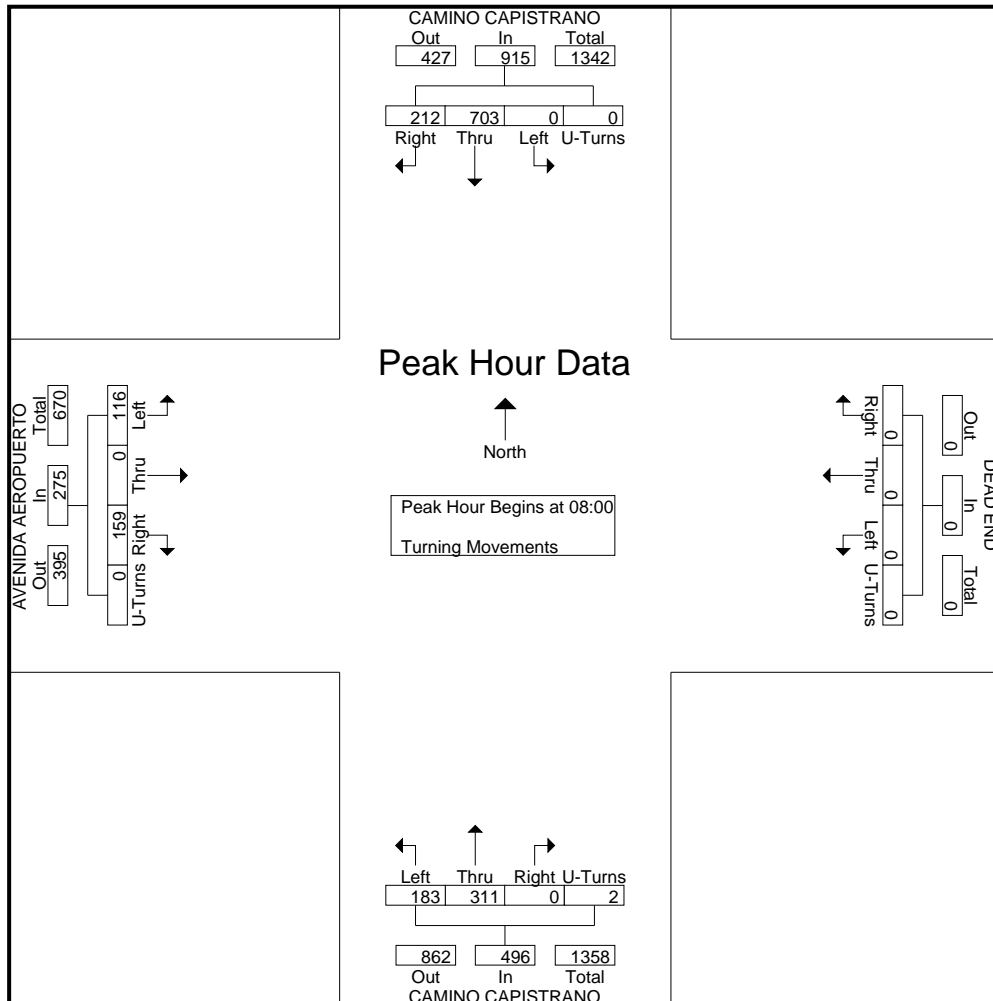 CAMINO CAPISTRANO
Out In Total
427 915 1342
212 703 0 0
Right Thru Left U-Turns
Peak Hour Data
North
Peak Hour Begins at 08:00
Turning Movements
AVENIDA AEROPUERTO
Out In Total
395 275 670
0 159 0 116
U-Turns Right Thru Left
Right Thru Left U-Turns
0 0 0 0
Out In Total
0 0 0
DEAD END
Left Thru Right U-Turns
183 311 0 2
862 496 1358
Out In Total
CAMINO CAPISTRANO